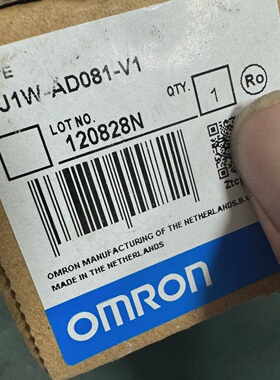 J1W-AD081-V1
LOT NO.
120828N
QTY.
1
Ro
OMRON MANUFACTURING OF THE NETHERLANDS.B.
MADE IN THE NETHERLANDS
OMRON